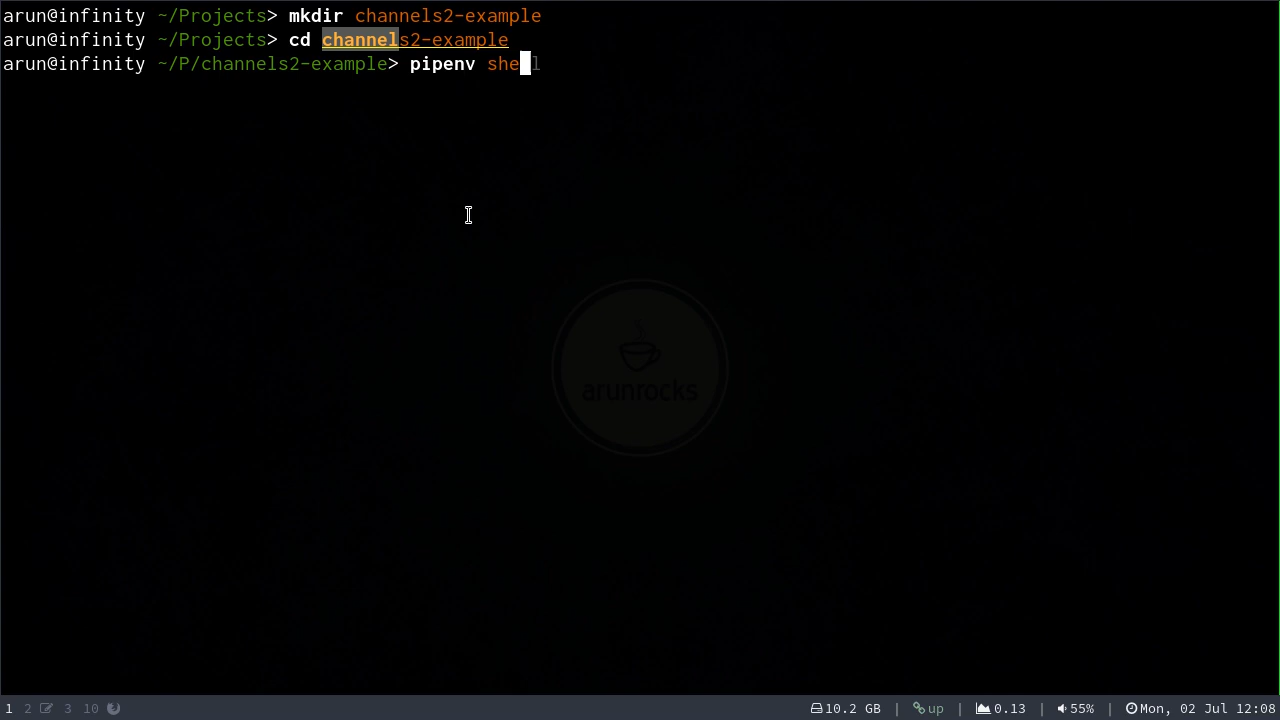 arun@infinity ~/Projects> mkdir channels2-example
arun@infinity ~/Projects> cd channels2-example
arun@infinity ~/P/channels2-example> pipenv shell
arunrocks
1 2 3 10 10.2 GB | up | 0.13 | 55% | Mon, 02 Jul 12:08